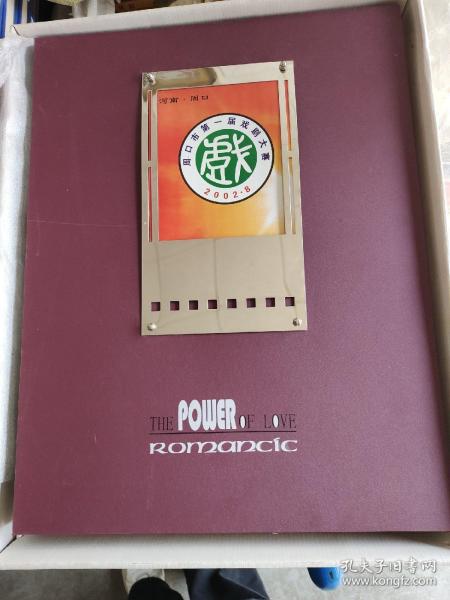 河南·周口
周口市第一届戏剧大赛
戲
2002·8
THE POWER OF LOVE
ROMANCIC
孔夫子旧书网
www.kongfz.com